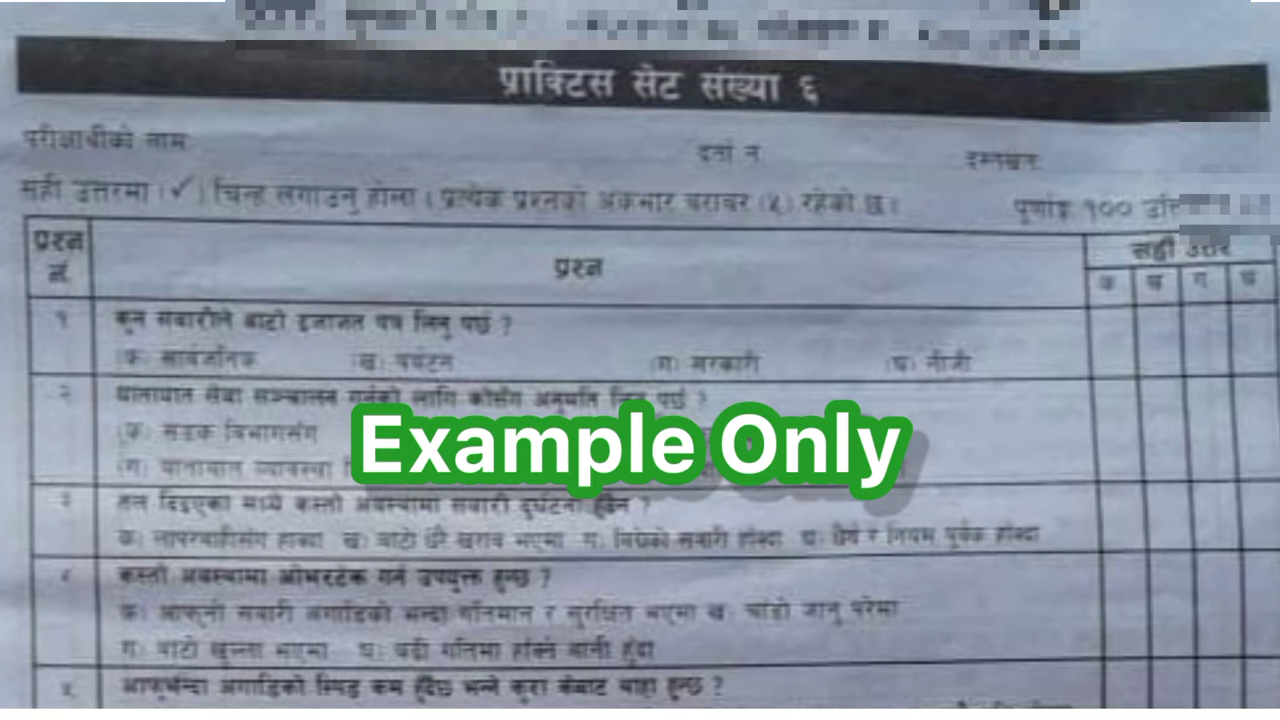 प्राक्टिस सेट संख्या ६
परीक्षार्थीको नाम दर्ता नं दस्तखत
सही उत्तरमा (✓) चिन्ह लगाउनु होला । प्रत्येक प्रश्नको अंकभार बराबर (५) रहेको छ। पूर्णाङ्क १००
प्रश्न नं. प्रश्न सही उत्तर
क ख ग घ
१ कुन सवारीले बाटो इजाजत पत्र लिनु पर्छ ?
(क) सार्वजनिक (ख) पर्यटन (ग) सरकारी (घ) नीजी
२ यातायात सेवा सञ्चालन गर्नको लागि कोसँग अनुमति लिनु पर्छ ?
(क) सडक विभागसंग
(ग) यातायात व्यवस्था
Example Only
३ तल दिइएका मध्ये कस्तो अवस्थामा सवारी दुर्घटना हुँदैन ?
क) लापरवाहीसंग हाक्दा ख) बाटो धेरै खराब भएमा ग) बिग्रेको सवारी हाँक्दा घ) धैर्य र नियम पूर्वक हाँक्दा
४ कस्तो अवस्थामा ओभरटेक गर्न उपयुक्त हुन्छ ?
क) आफ्नो सवारी अगाडिको भन्दा गतिमान र सुरक्षित भएमा ख) चाँडो जानु परेमा
ग) बाटो खुल्ला भएमा घ) बढी गतिमा हाँक्ने बानी हुँदा
५ आफूभन्दा अगाडिको स्पिड कम हुँदैछ भन्ने कुरा केबाट थाहा हुन्छ ?